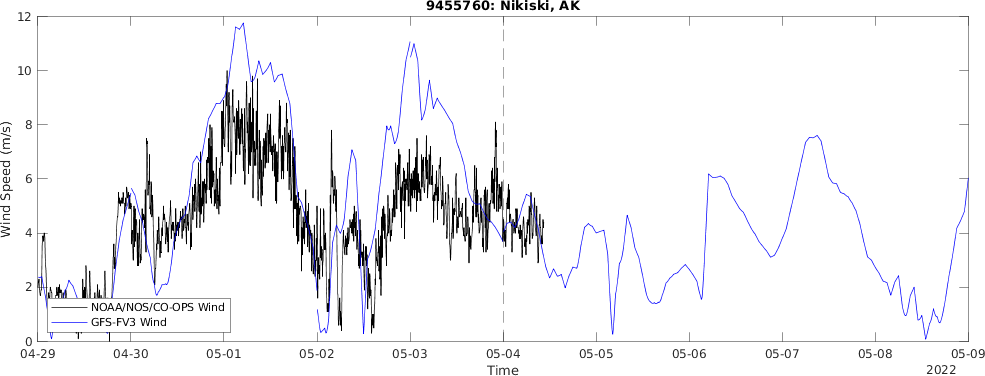 9455760: Nikiski, AK
Wind Speed (m/s)
12
10
8
6
4
2
0
NOAA/NOS/CO-OPS Wind
GFS-FV3 Wind
04-29 04-30 05-01 05-02 05-03 05-04 05-05 05-06 05-07 05-08 05-09
Time
2022